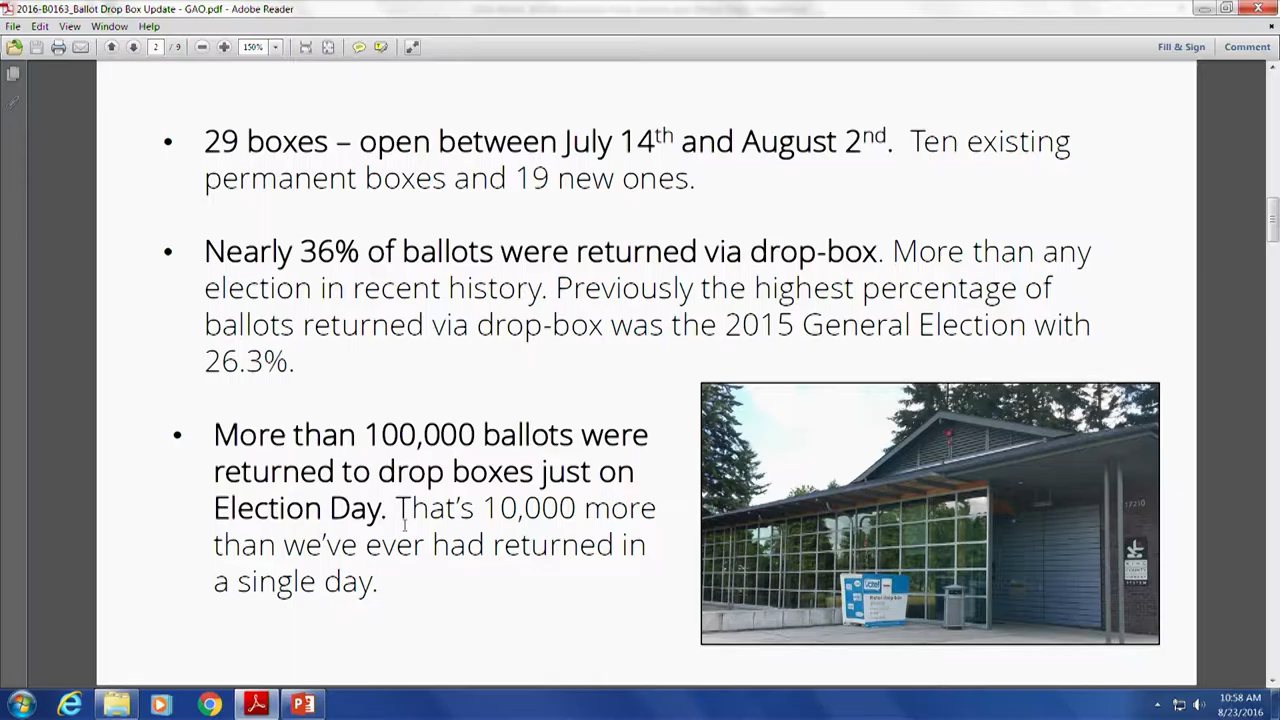 2016-B0163_Ballot Drop Box Update - GAO.pdf - Adobe Reader
File Edit View Window Help
2 / 9 150% Fill & Sign Comment
• 29 boxes – open between July 14th and August 2nd. Ten existing
permanent boxes and 19 new ones.
• Nearly 36% of ballots were returned via drop-box. More than any
election in recent history. Previously the highest percentage of
ballots returned via drop-box was the 2015 General Election with
26.3%.
• More than 100,000 ballots were
returned to drop boxes just on
Election Day. That's 10,000 more
than we've ever had returned in
a single day.
17210
Vote!
10:58 AM
8/23/2016